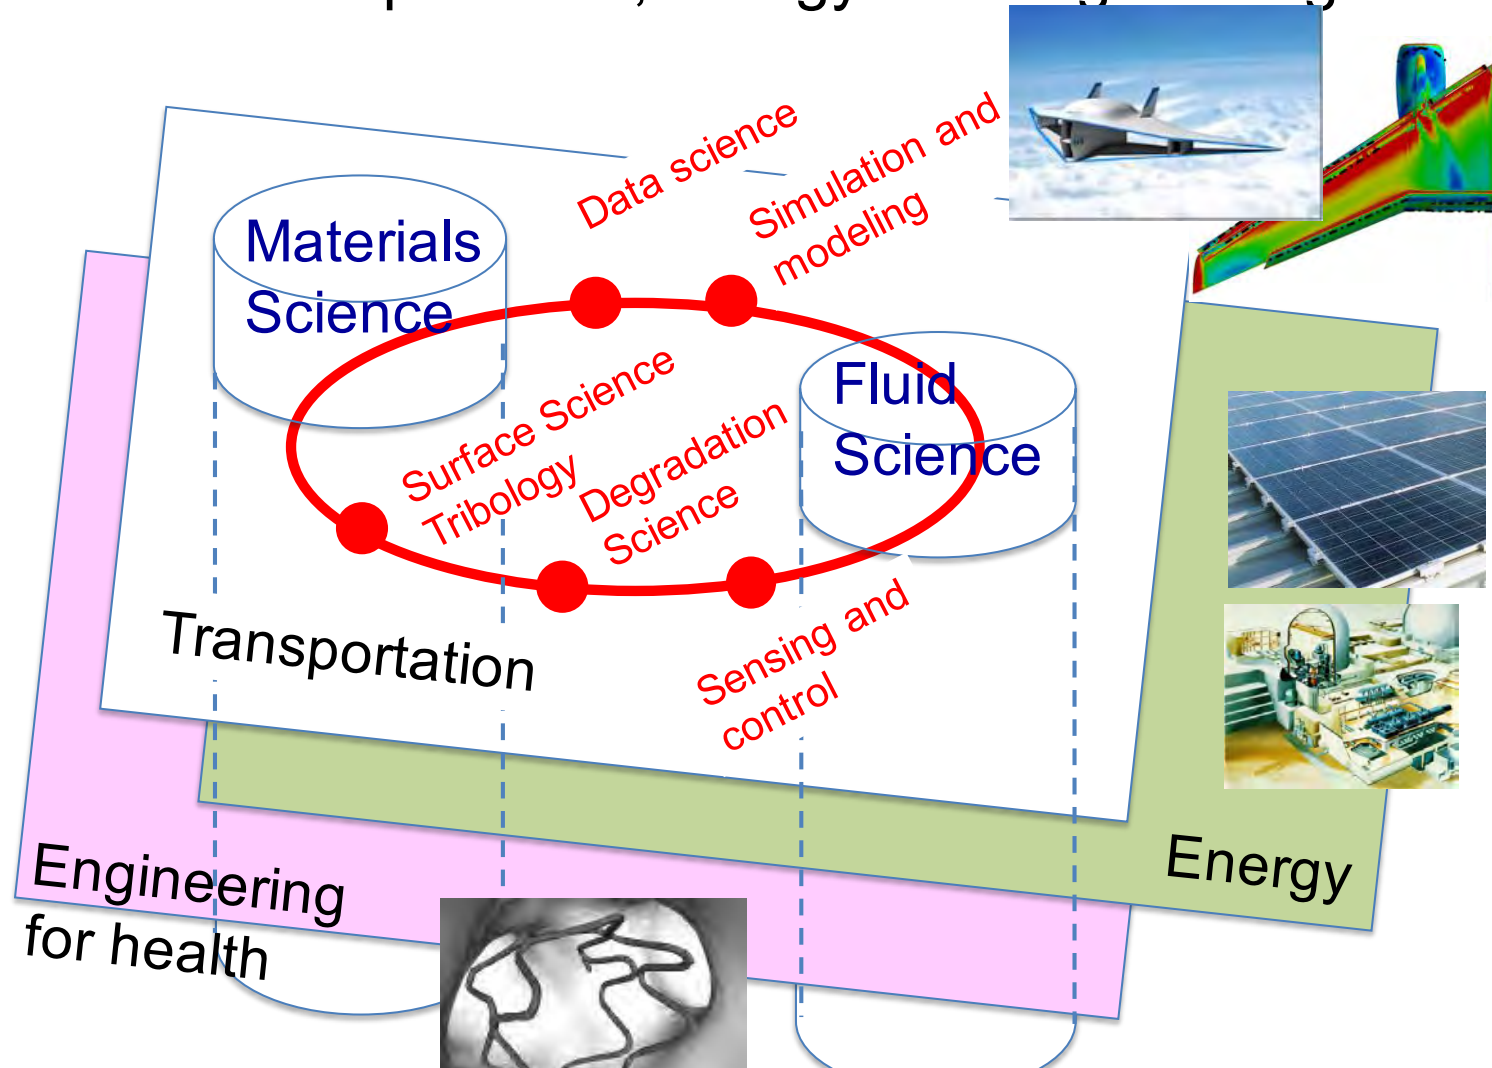 Data science
Simulation and
modeling
Materials
Science
Fluid
Science
Surface Science
Tribology
Degradation
Science
Sensing and
control
Transportation
Energy
Engineering
for health